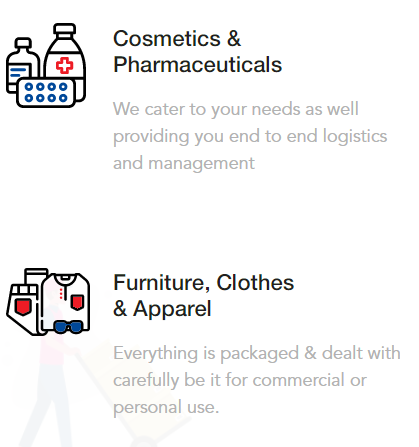 Cosmetics &
Pharmaceuticals
We cater to your needs as well
providing you end to end logistics
and management
Furniture, Clothes
& Apparel
Everything is packaged & dealt with
carefully be it for commercial or
personal use.